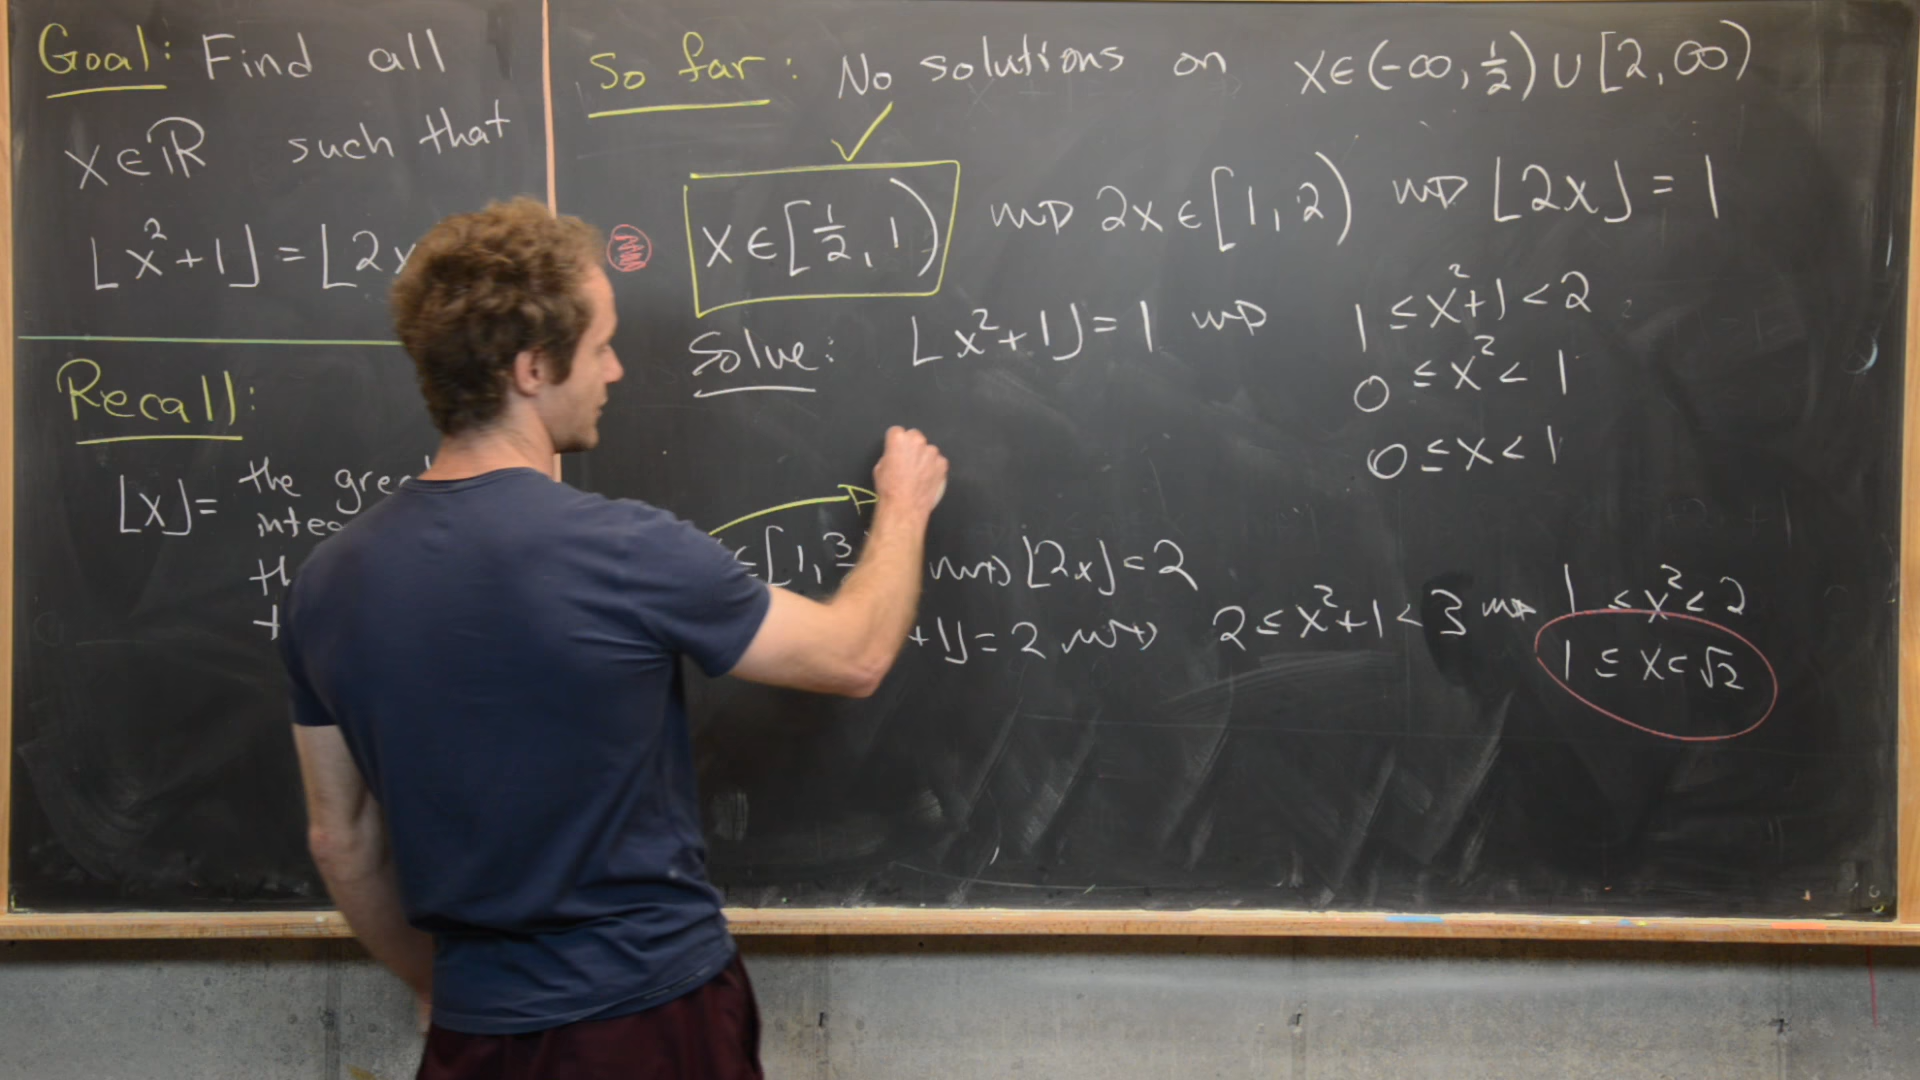 Goal: Find all
x∈ℝ such that
⌊x²+1⌋=⌊2x
Recall:
⌊x⌋= the
So far: No solutions on x∈(-∞,½)∪[2,∞)
x∈[½,1) ⇝ 2x∈[1,2) ⇝ ⌊2x⌋=1
Solve: ⌊x²+1⌋=1 ⇝ 1≤x²+1<2
0≤x²<1
0≤x<1
∈[1,3 ⇝ ⌊2x⌋=2
+1⌋=2 ⇝ 2≤x²+1<3 ⇝ 1≤x²<2
1≤x<√2